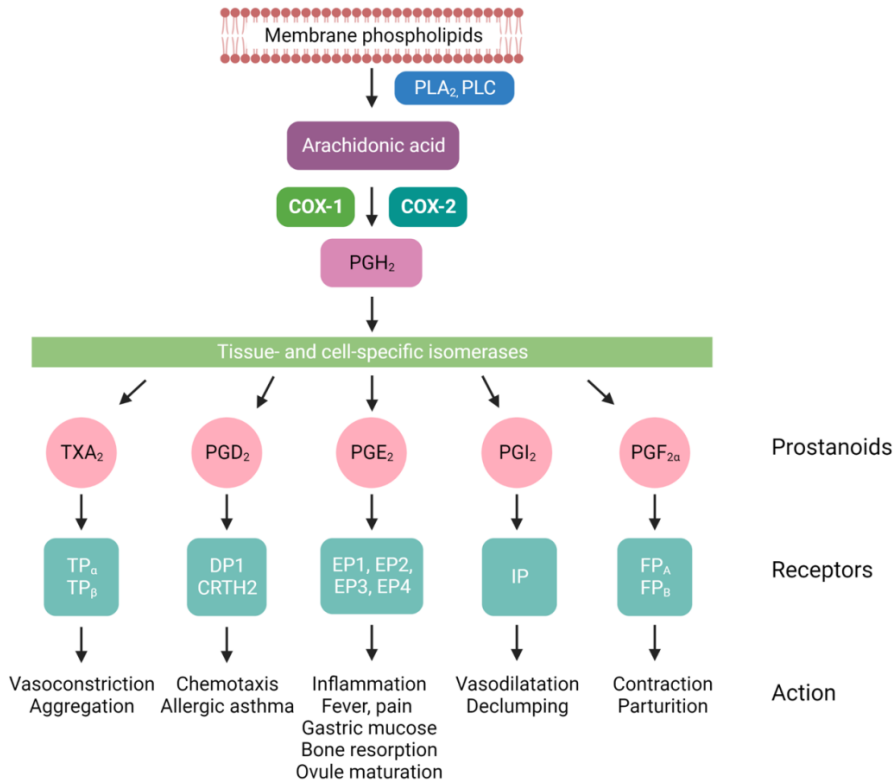 Membrane phospholipids
PLA₂, PLC
Arachidonic acid
COX-1
COX-2
PGH₂
Tissue- and cell-specific isomerases
TXA₂
PGD₂
PGE₂
PGI₂
PGF₂α
Prostanoids
TPα
TPβ
DP1
CRTH2
EP1, EP2,
EP3, EP4
IP
FPA
FPB
Receptors
Vasoconstriction
Aggregation
Chemotaxis
Allergic asthma
Inflammation
Fever, pain
Gastric mucose
Bone resorption
Ovule maturation
Vasodilatation
Declumping
Contraction
Parturition
Action